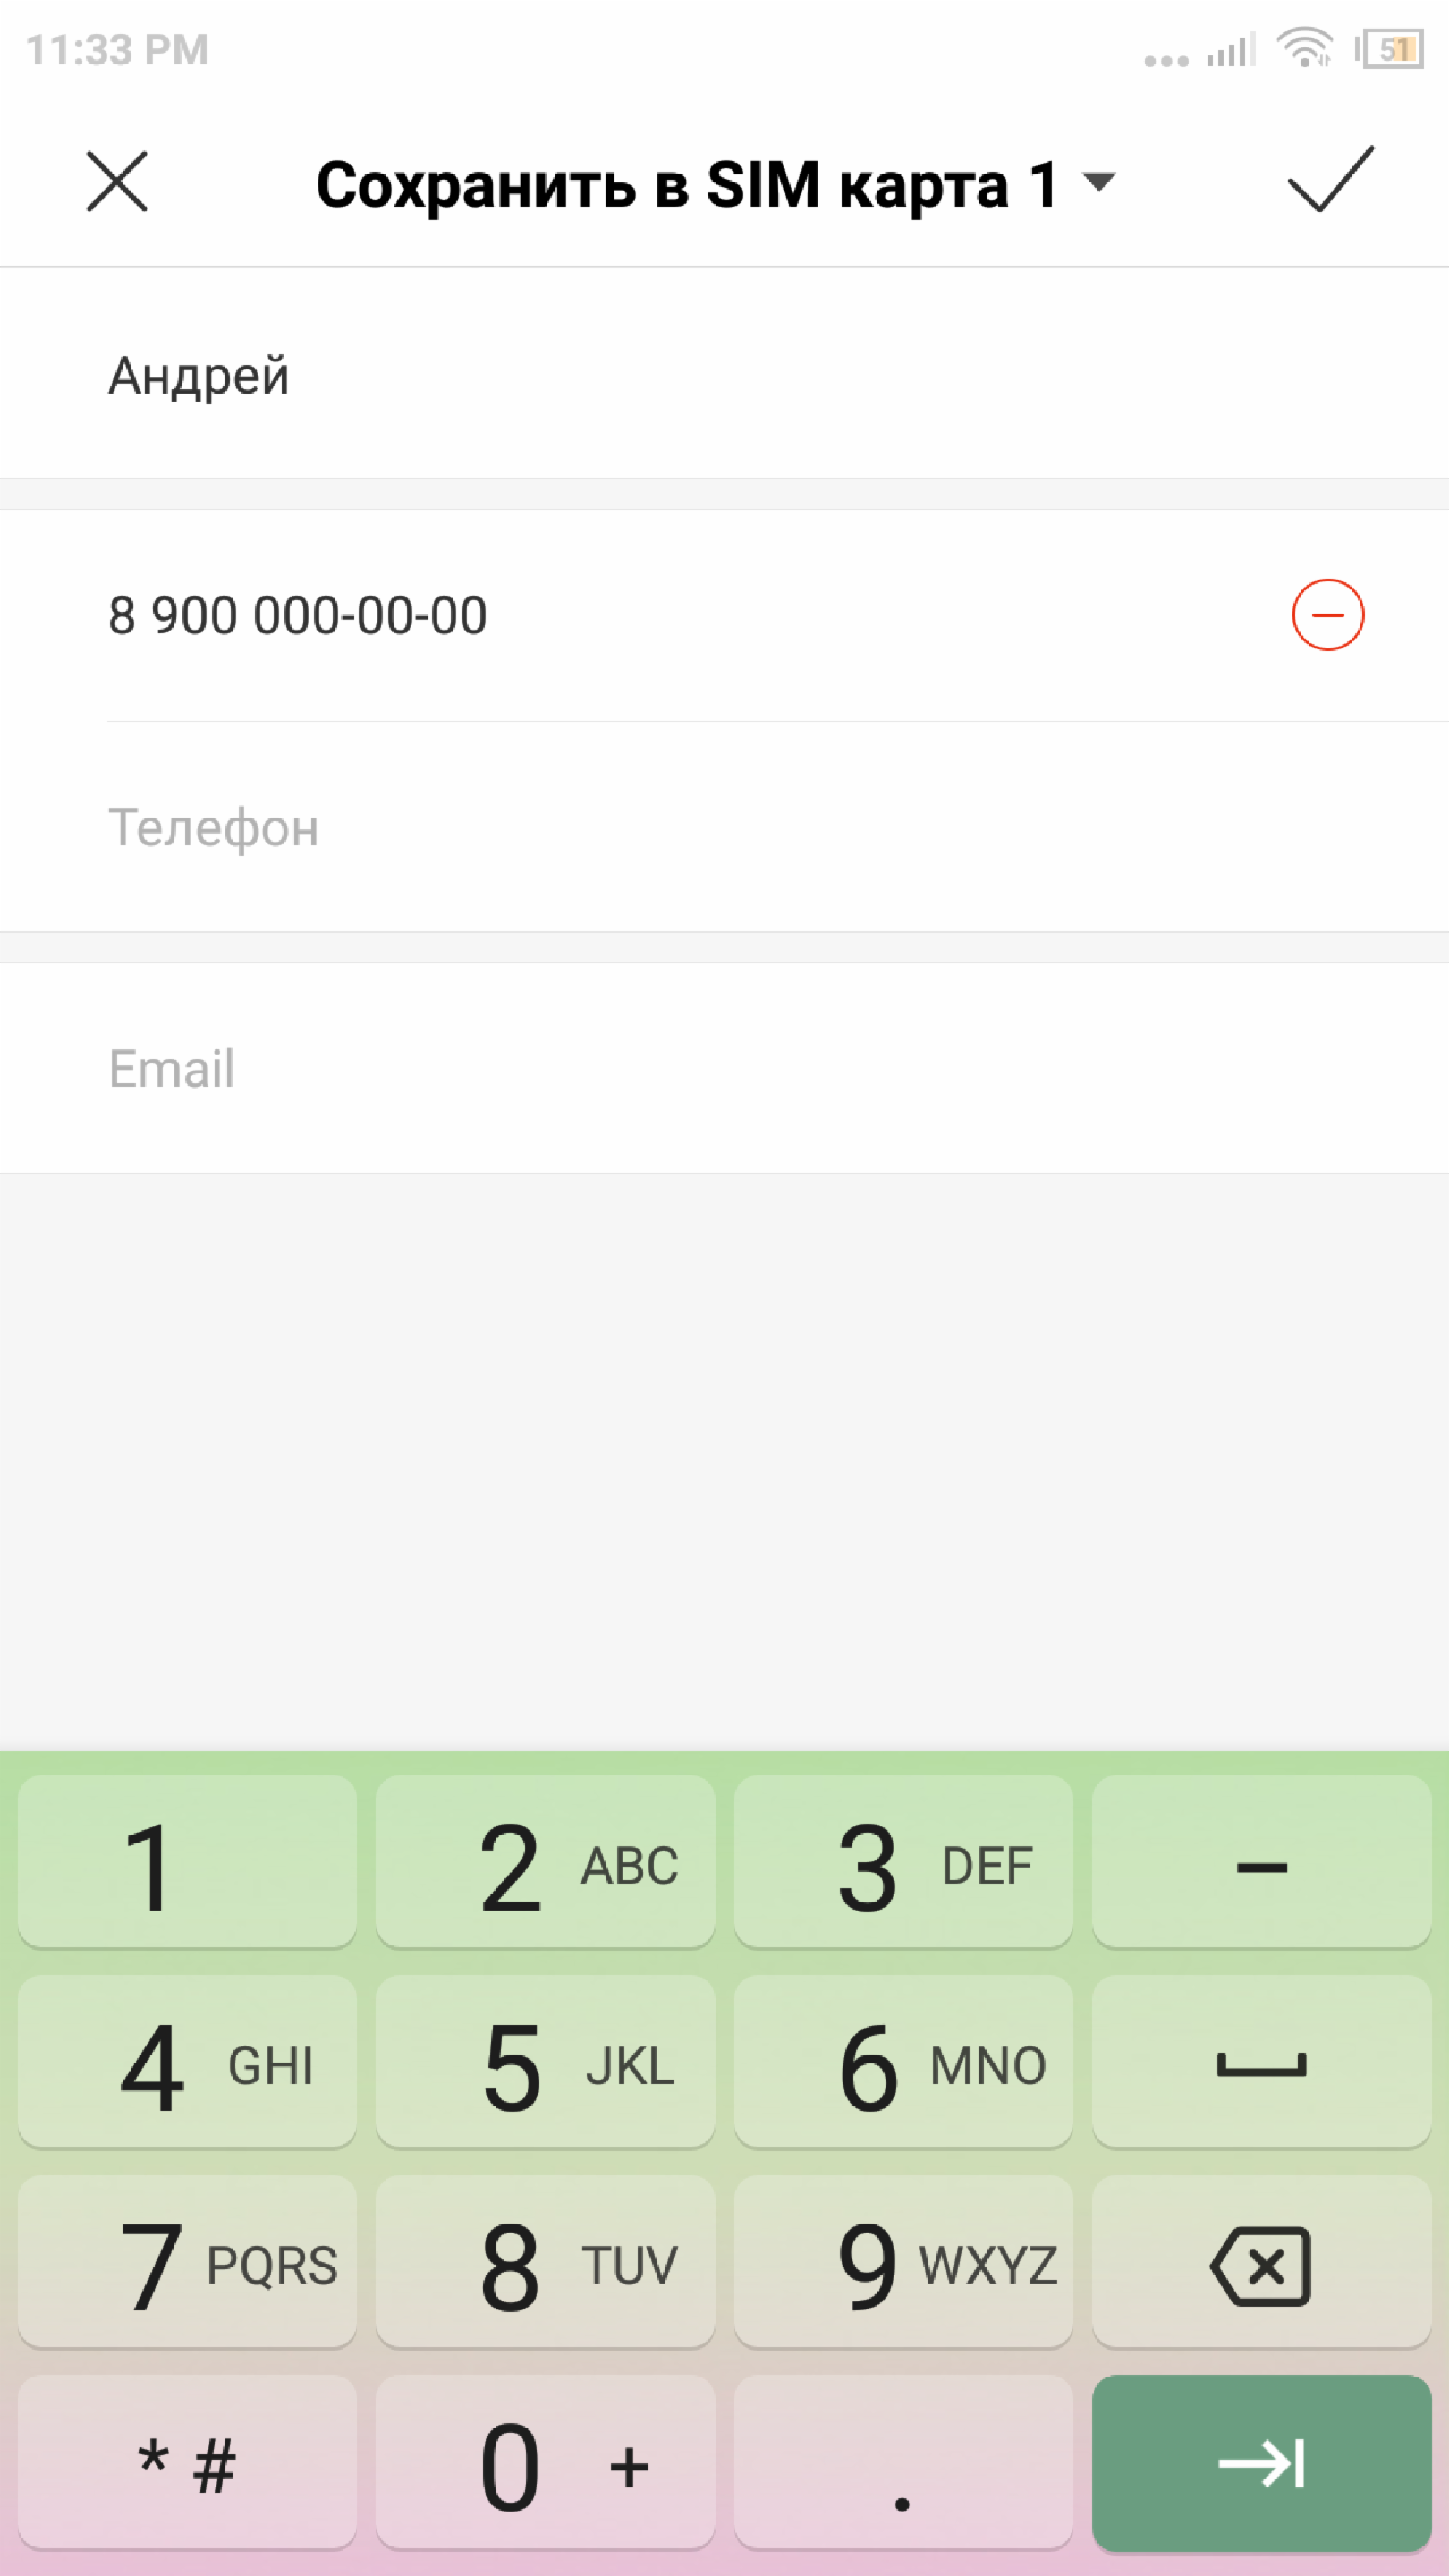 11:33 PM
51
Сохранить в SIM карта 1
Андрей
8 900 000-00-00
Телефон
Email
1
2 ABC
3 DEF
–
4 GHI
5 JKL
6 MNO
7 PQRS
8 TUV
9 WXYZ
* #
0 +
.